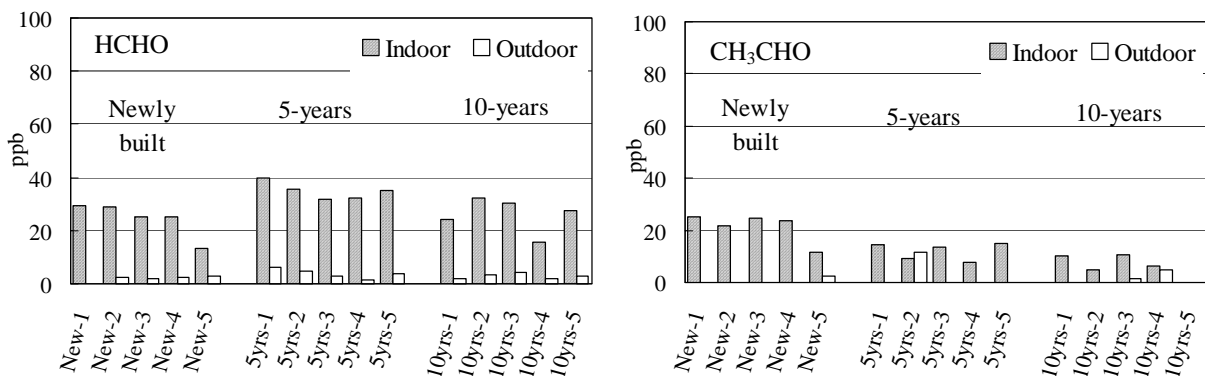 100
HCHO
Indoor
Outdoor
80
Newly
built
5-years
10-years
60
ppb
40
20
0
New-1
New-2
New-3
New-4
New-5
5yrs-1
5yrs-2
5yrs-3
5yrs-4
5yrs-5
10yrs-1
10yrs-2
10yrs-3
10yrs-4
10yrs-5
100
CH₃CHO
Indoor
Outdoor
80
Newly
built
5-years
10-years
60
ppb
40
20
0
New-1
New-2
New-3
New-4
New-5
5yrs-1
5yrs-2
5yrs-3
5yrs-4
5yrs-5
10yrs-1
10yrs-2
10yrs-3
10yrs-4
10yrs-5